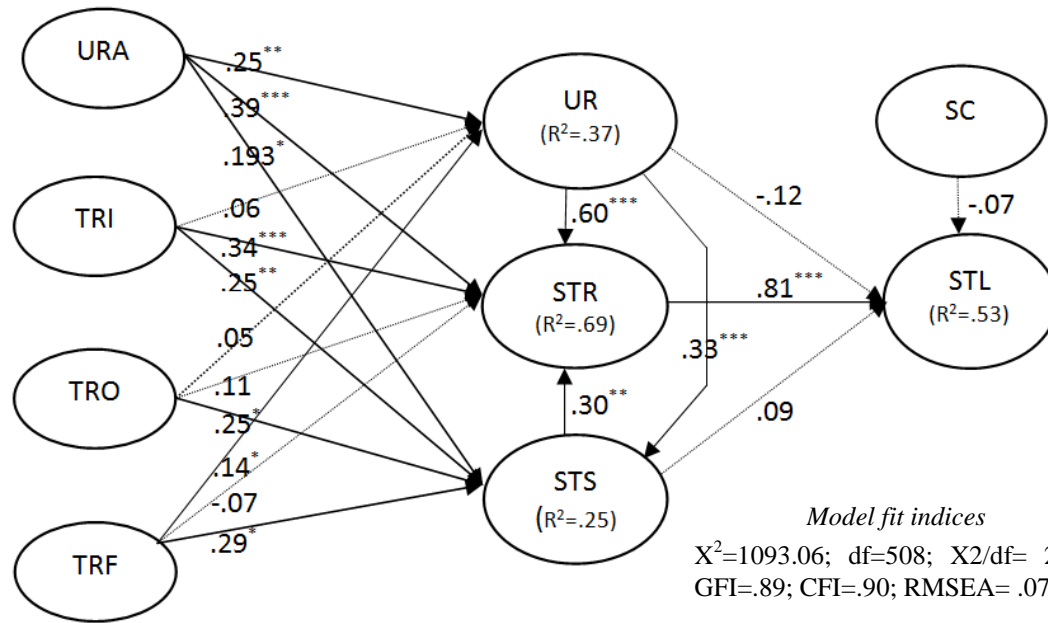 URA
.25**
.39***
.193*
TRI
.06
.34***
.25**
TRO
.05
.11
.25*
.14*
-.07
.29*
TRF
UR
(R²=.37)
.60***
STR
(R²=.69)
.30**
STS
(R²=.25)
-.12
.81***
.33***
.09
SC
-.07
STL
(R²=.53)
Model fit indices
X²=1093.06; df=508; X2/df= 2
GFI=.89; CFI=.90; RMSEA= .07